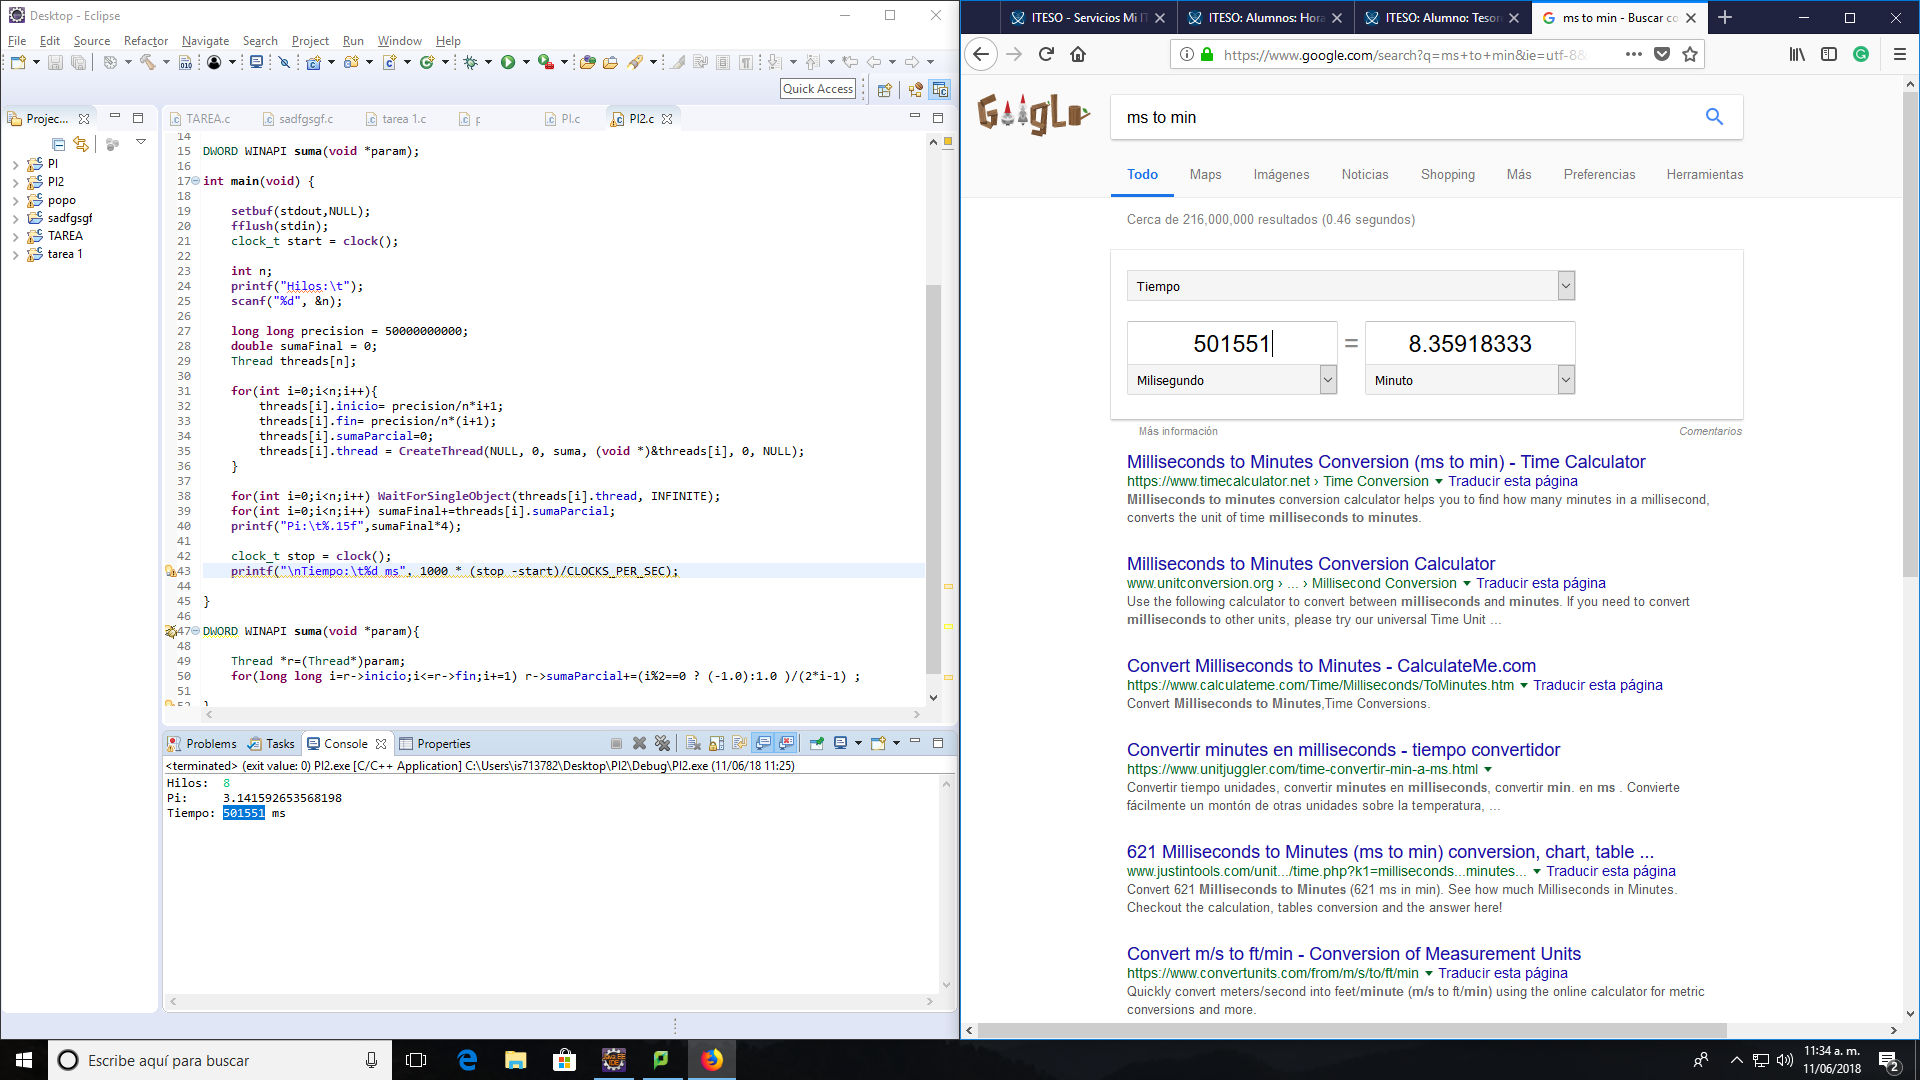 Desktop - Eclipse
File Edit Source Refactor Navigate Search Project Run Window Help
Quick Access
Projec...
PI
PI2
popo
sadfgsgf
TAREA
tarea 1
TAREA.c sadfgsgf.c tarea 1.c PI.c PI2.c
14
15 DWORD WINAPI suma(void *param);
16
17 int main(void) {
18
19 setbuf(stdout,NULL);
20 fflush(stdin);
21 clock_t start = clock();
22
23 int n;
24 printf("Hilos:\t");
25 scanf("%d", &n);
26
27 long long precision = 50000000000;
28 double sumaFinal = 0;
29 Thread threads[n];
30
31 for(int i=0;i<n;i++){
32 threads[i].inicio= precision/n*i+1;
33 threads[i].fin= precision/n*(i+1);
34 threads[i].sumaParcial=0;
35 threads[i].thread = CreateThread(NULL, 0, suma, (void *)&threads[i], 0, NULL);
36 }
37
38 for(int i=0;i<n;i++) WaitForSingleObject(threads[i].thread, INFINITE);
39 for(int i=0;i<n;i++) sumaFinal+=threads[i].sumaParcial;
40 printf("Pi:\t%.15f",sumaFinal*4);
41
42 clock_t stop = clock();
43 printf("\nTiempo:\t%d ms", 1000 * (stop -start)/CLOCKS_PER_SEC);
44
45 }
46
47 DWORD WINAPI suma(void *param){
48
49 Thread *r=(Thread*)param;
50 for(long long i=r->inicio;i<=r->fin;i+=1) r->sumaParcial+=(i%2==0 ? (-1.0):1.0 )/(2*i-1) ;
51
Problems Tasks Console Properties
<terminated> (exit value: 0) PI2.exe [C/C++ Application] C:\Users\is713782\Desktop\PI2\Debug\PI2.exe (11/06/18 11:25)
Hilos: 8
Pi: 3.141592653568198
Tiempo: 501551 ms
ITESO - Servicios Mi ITESO: Alumnos: Hora ITESO: Alumno: Tesor ms to min - Buscar co
https://www.google.com/search?q=ms+to+min&ie=utf-8&
Google
ms to min
Todo Maps Imágenes Noticias Shopping Más Preferencias Herramientas
Cerca de 216,000,000 resultados (0.46 segundos)
Tiempo
501551 = 8.35918333
Milisegundo Minuto
Más información Comentarios
Milliseconds to Minutes Conversion (ms to min) - Time Calculator
https://www.timecalculator.net › Time Conversion Traducir esta página
Milliseconds to minutes conversion calculator helps you to find how many minutes in a millisecond,
converts the unit of time milliseconds to minutes.
Milliseconds to Minutes Conversion Calculator
www.unitconversion.org › ... › Millisecond Conversion Traducir esta página
Use the following calculator to convert between milliseconds and minutes. If you need to convert
milliseconds to other units, please try our universal Time Unit ...
Convert Milliseconds to Minutes - CalculateMe.com
https://www.calculateme.com/Time/Milliseconds/ToMinutes.htm Traducir esta página
Convert Milliseconds to Minutes,Time Conversions.
Convertir minutes en milliseconds - tiempo convertidor
https://www.unitjuggler.com/time-convertir-min-a-ms.html
Convertir tiempo unidades, convertir minutes en milliseconds, convertir min. en ms . Convierte
fácilmente un montón de otras unidades sobre la temperatura, ...
621 Milliseconds to Minutes (ms to min) conversion, chart, table ...
www.justintools.com/unit.../time.php?k1=milliseconds...minutes... Traducir esta página
Convert 621 Milliseconds to Minutes (621 ms in min). See how much Milliseconds in Minutes.
Checkout the calculation, tables conversion and the answer here!
Convert m/s to ft/min - Conversion of Measurement Units
https://www.convertunits.com/from/m/s/to/ft/min Traducir esta página
Quickly convert meters/second into feet/minute (m/s to ft/min) using the online calculator for metric
conversions and more.
Escribe aquí para buscar
11:34 a. m.
11/06/2018
2